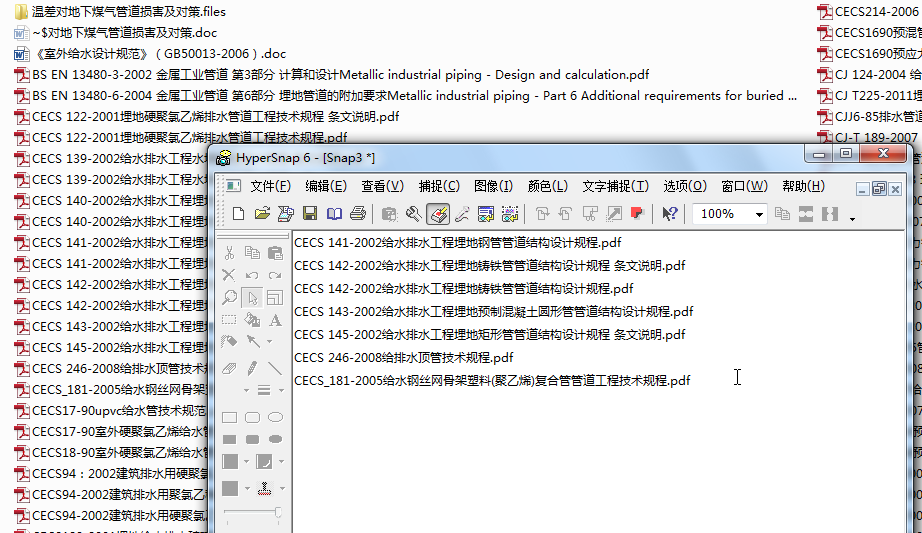 温差对地下煤气管道损害及对策.files
~$对地下煤气管道损害及对策.doc
《室外给水设计规范》（GB50013-2006）.doc
BS EN 13480-3-2002 金属工业管道 第3部分 计算和设计Metallic industrial piping - Design and calculation.pdf
BS EN 13480-6-2004 金属工业管道 第6部分 埋地管道的附加要求Metallic industrial piping - Part 6 Additional requirements for buried ...
CECS 122-2001埋地硬聚氯乙烯排水管道工程技术规程 条文说明.pdf
CECS 122-2001埋地硬聚氯乙烯排水管道工程技术规程.pdf
CECS 139-2002给水排水工程水
CECS 139-2002给水排水工程水
CECS 140-2002给水排水工程埋
CECS 140-2002给水排水工程埋
CECS 141-2002给水排水工程埋地
CECS 142-2002给水排水工程埋地
CECS 142-2002给水排水工程埋地
CECS 143-2002给水排水工程埋地
CECS 145-2002给水排水工程埋地
CECS 246-2008给排水顶管技术
CECS_181-2005给水钢丝网骨架
CECS17-90upvc给水管技术规范
CECS17-90室外硬聚氯乙烯给水管
CECS18-90室外硬聚氯乙烯给水管
CECS94：2002建筑排水用硬聚氯
CECS94-2002建筑排水用聚氯乙
CECS94-2002建筑排水用硬聚氯
CECS214-2006
CECS1690预混
CECS1690预应
CJ 124-2004 给
CJ T225-2011埋
CJJ6-85排水管道
CJ-T 189-2007
HyperSnap 6 - [Snap3 *]
文件(F) 编辑(E) 查看(V) 捕捉(C) 图像(I) 颜色(L) 文字捕捉(T) 选项(O) 窗口(W) 帮助(H)
100%
CECS 141-2002给水排水工程埋地钢管管道结构设计规程.pdf
CECS 142-2002给水排水工程埋地铸铁管管道结构设计规程 条文说明.pdf
CECS 142-2002给水排水工程埋地铸铁管管道结构设计规程.pdf
CECS 143-2002给水排水工程埋地预制混凝土圆形管管道结构设计规程.pdf
CECS 145-2002给水排水工程埋地矩形管管道结构设计规程 条文说明.pdf
CECS 246-2008给排水顶管技术规程.pdf
CECS_181-2005给水钢丝网骨架塑料(聚乙烯)复合管管道工程技术规程.pdf